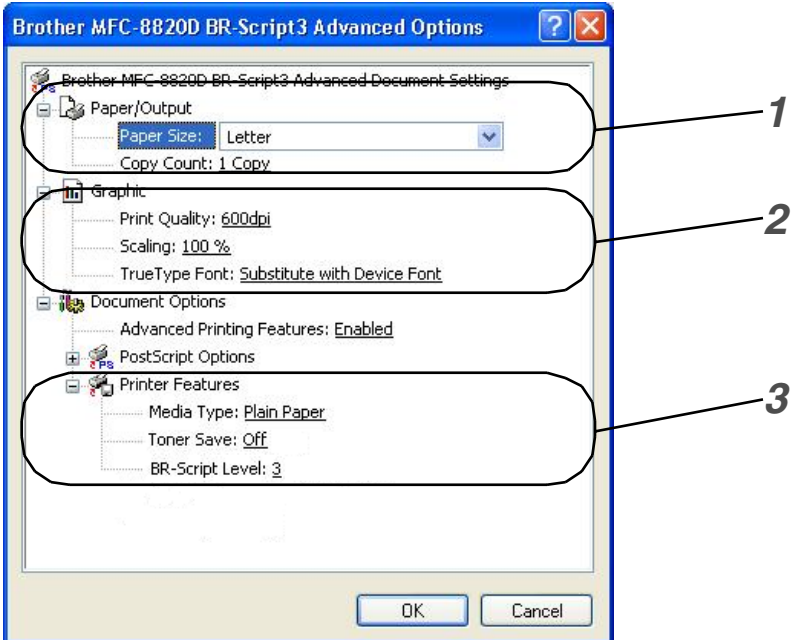 Brother MFC-8820D BR-Script3 Advanced Options
Brother MFC-8820D BR-Script3 Advanced Document Settings
Paper/Output
Paper Size: Letter
Copy Count: 1 Copy
1
Graphic
Print Quality: 600dpi
Scaling: 100 %
TrueType Font: Substitute with Device Font
2
Document Options
Advanced Printing Features: Enabled
PS PostScript Options
Printer Features
Media Type: Plain Paper
Toner Save: Off
BR-Script Level: 3
3
OK
Cancel